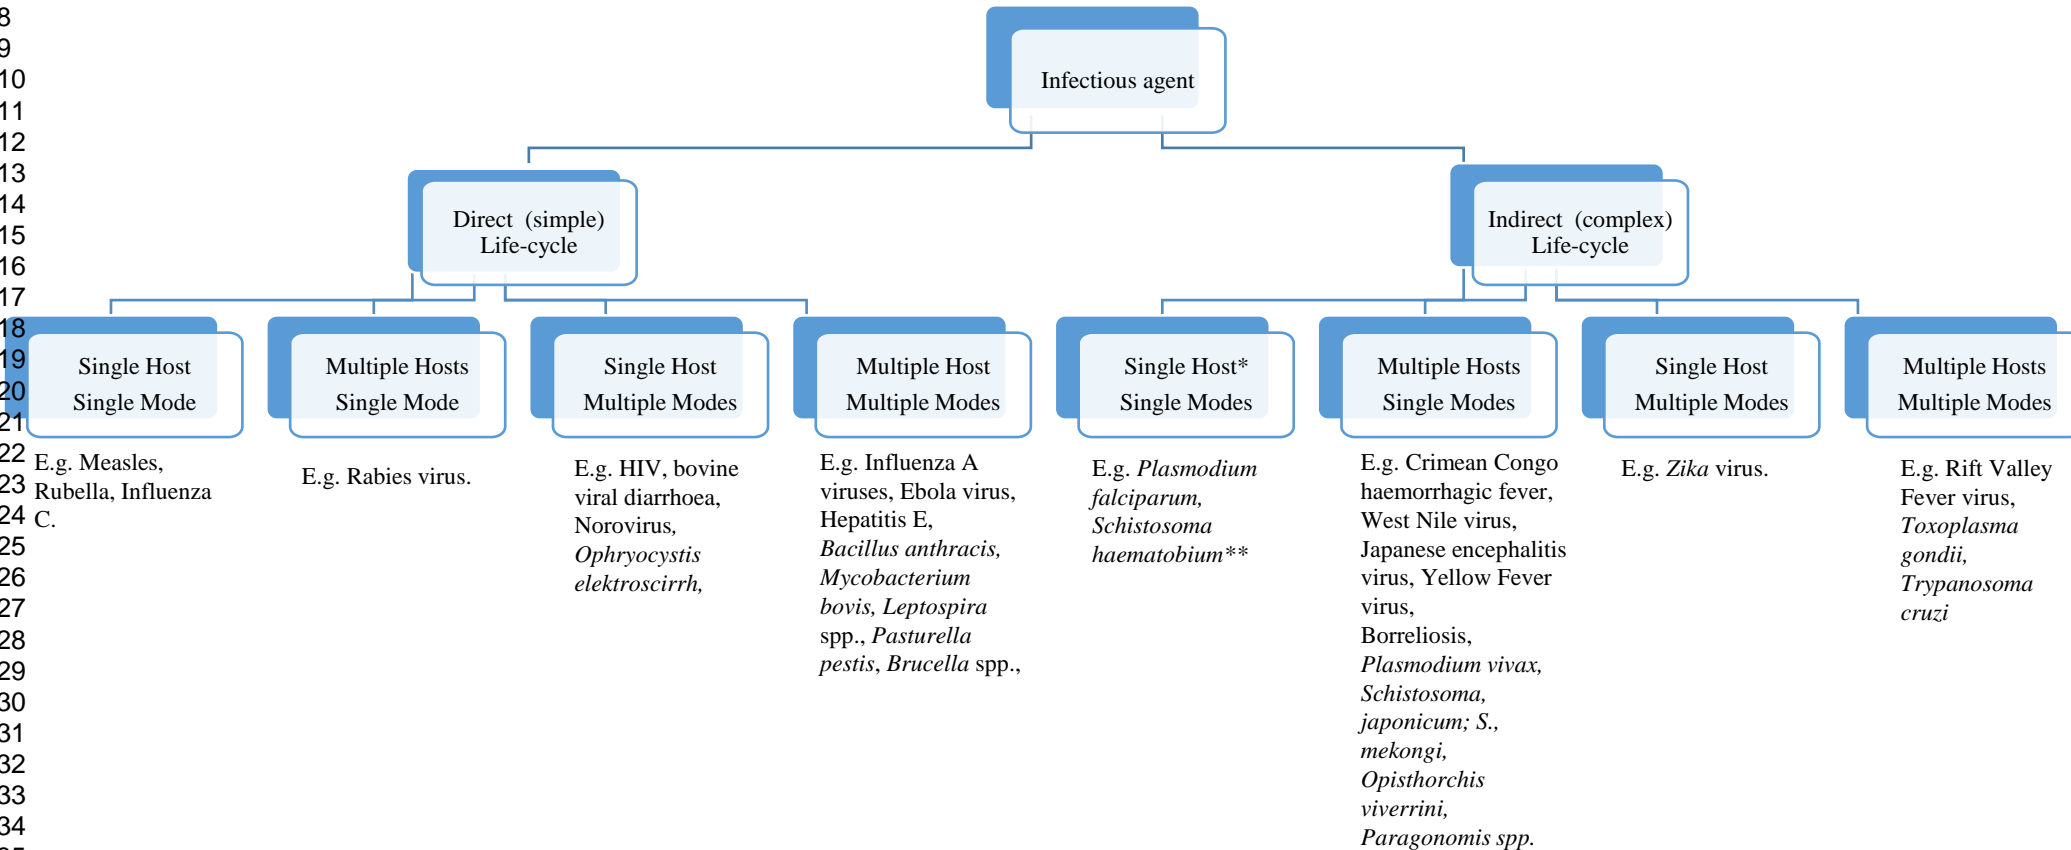 8
9
10
11
12
13
14
15
16
17
18
19
20
21
22
23
24
25
26
27
28
29
30
31
32
33
34
Infectious agent
Direct (simple)
Life-cycle
Indirect (complex)
Life-cycle
Single Host
Single Mode
Multiple Hosts
Single Mode
Single Host
Multiple Modes
Multiple Host
Multiple Modes
Single Host*
Single Modes
Multiple Hosts
Single Modes
Single Host
Multiple Modes
Multiple Hosts
Multiple Modes
E.g. Measles,
Rubella, Influenza
C.
E.g. Rabies virus.
E.g. HIV, bovine
viral diarrhoea,
Norovirus,
Ophryocystis
elektroscirrh,
E.g. Influenza A
viruses, Ebola virus,
Hepatitis E,
Bacillus anthracis,
Mycobacterium
bovis, Leptospira
spp., Pasturella
pestis, Brucella spp.,
E.g. Plasmodium
falciparum,
Schistosoma
haematobium**
E.g. Crimean Congo
haemorrhagic fever,
West Nile virus,
Japanese encephalitis
virus, Yellow Fever
virus,
Borreliosis,
Plasmodium vivax,
Schistosoma,
japonicum; S.,
mekongi,
Opisthorchis
viverrini,
Paragonomis spp.
E.g. Zika virus.
E.g. Rift Valley
Fever virus,
Toxoplasma
gondii,
Trypanosoma
cruzi